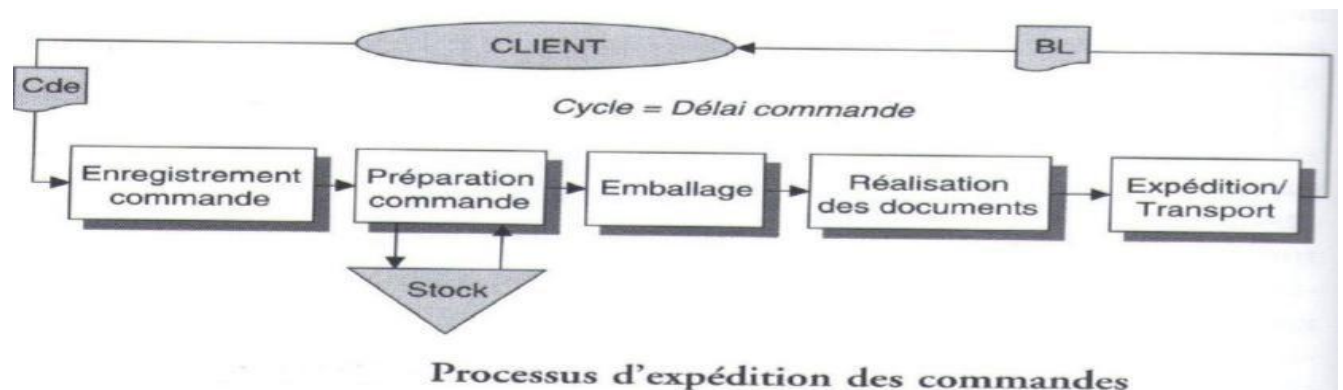 CLIENT
BL
Cde
Cycle = Délai commande
Enregistrement
commande
Préparation
commande
Emballage
Réalisation
des documents
Expédition/
Transport
Stock
Processus d'expédition des commandes